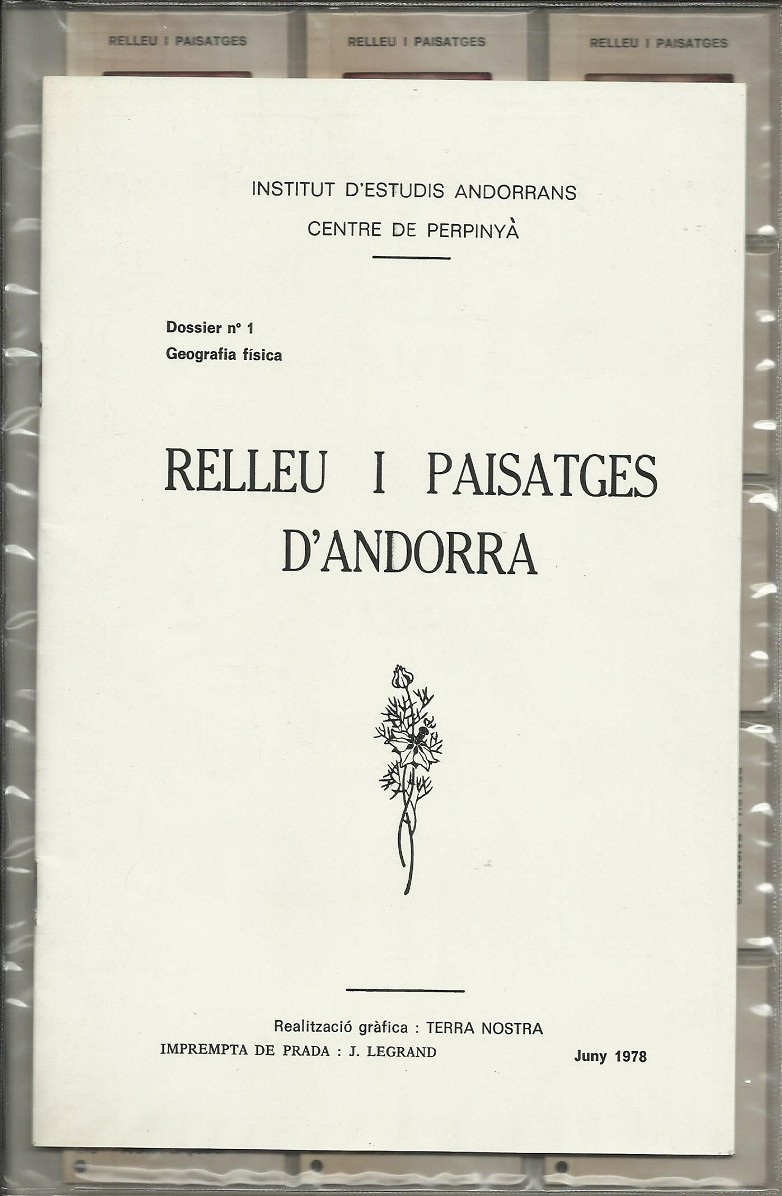 RELLEU I PAISATGES
RELLEU I PAISATGES
RELLEU I PAISATGES
INSTITUT D'ESTUDIS ANDORRANS
CENTRE DE PERPINYÀ
Dossier nº 1
Geografia física
RELLEU I PAISATGES
D'ANDORRA
Realització gràfica : TERRA NOSTRA
IMPREMPTA DE PRADA : J. LEGRAND
Juny 1978